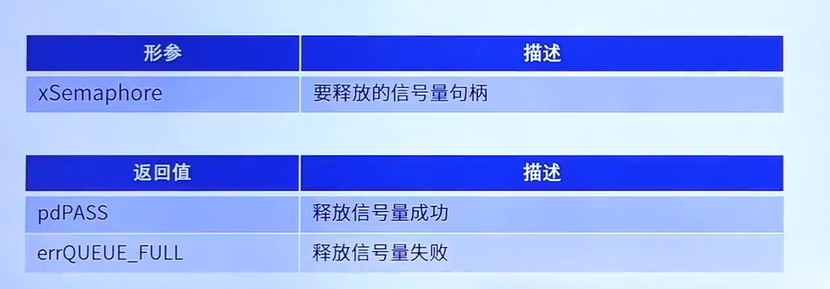 形参 描述
xSemaphore 要释放的信号量句柄
返回值 描述
pdPASS 释放信号量成功
errQUEUE_FULL 释放信号量失败